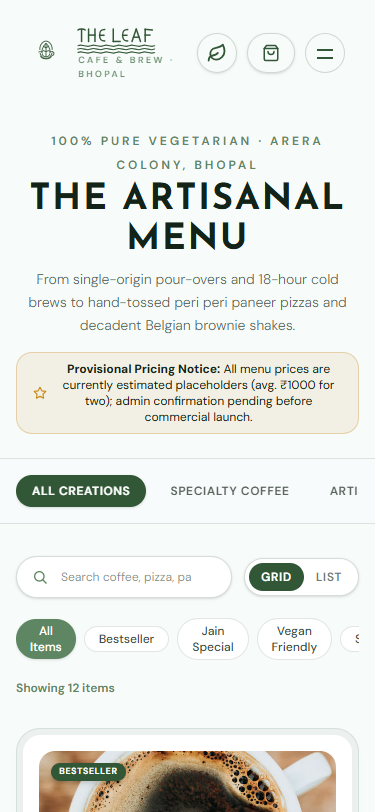 THE LEAF
CAFE & BREW ·
BHOPAL
100% PURE VEGETARIAN · ARERA
COLONY, BHOPAL
THE ARTISANAL
MENU
From single-origin pour-overs and 18-hour cold
brews to hand-tossed peri peri paneer pizzas and
decadent Belgian brownie shakes.
Provisional Pricing Notice: All menu prices are
currently estimated placeholders (avg. ₹1000 for
two); admin confirmation pending before
commercial launch.
ALL CREATIONS
SPECIALTY COFFEE
ARTI
Search coffee, pizza, pa
GRID
LIST
All
Items
Bestseller
Jain
Special
Vegan
Friendly
Showing 12 items
BESTSELLER